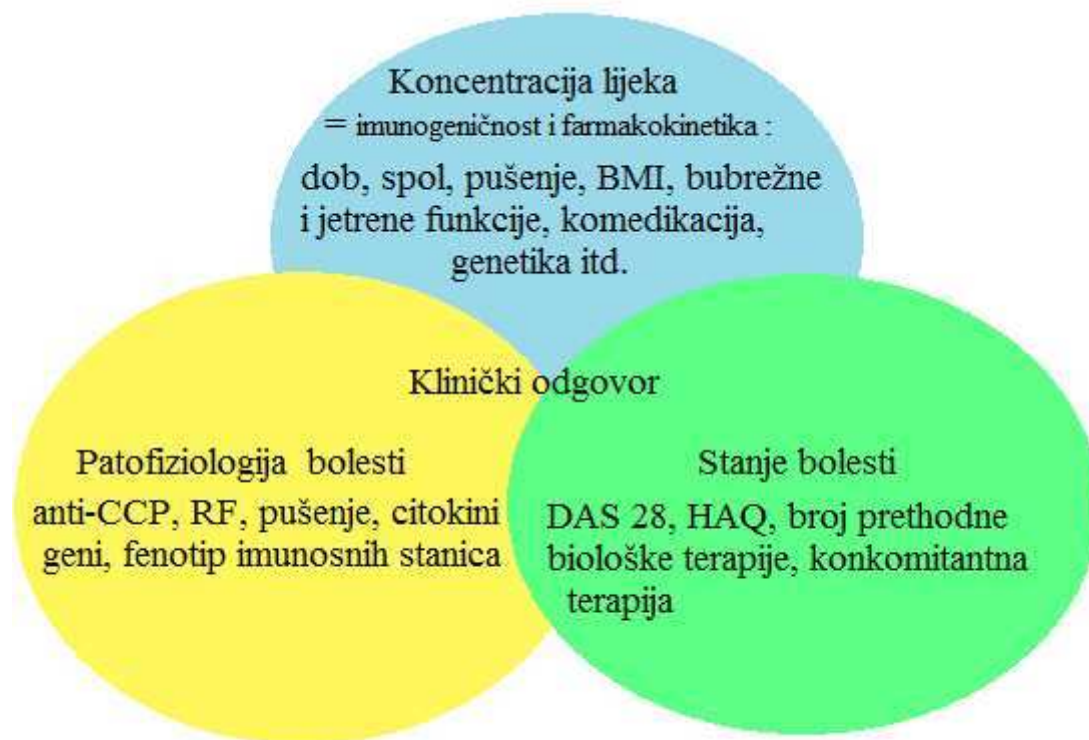 Koncentracija lijeka
= imunogeničnost i farmakokinetika :
dob, spol, pušenje, BMI, bubrežne
i jetrene funkcije, komedikacija,
genetika itd.
Klinički odgovor
Patofiziologija bolesti
anti-CCP, RF, pušenje, citokini
geni, fenotip imunosnih stanica
Stanje bolesti
DAS 28, HAQ, broj prethodne
biološke terapije, konkomitantna
terapija